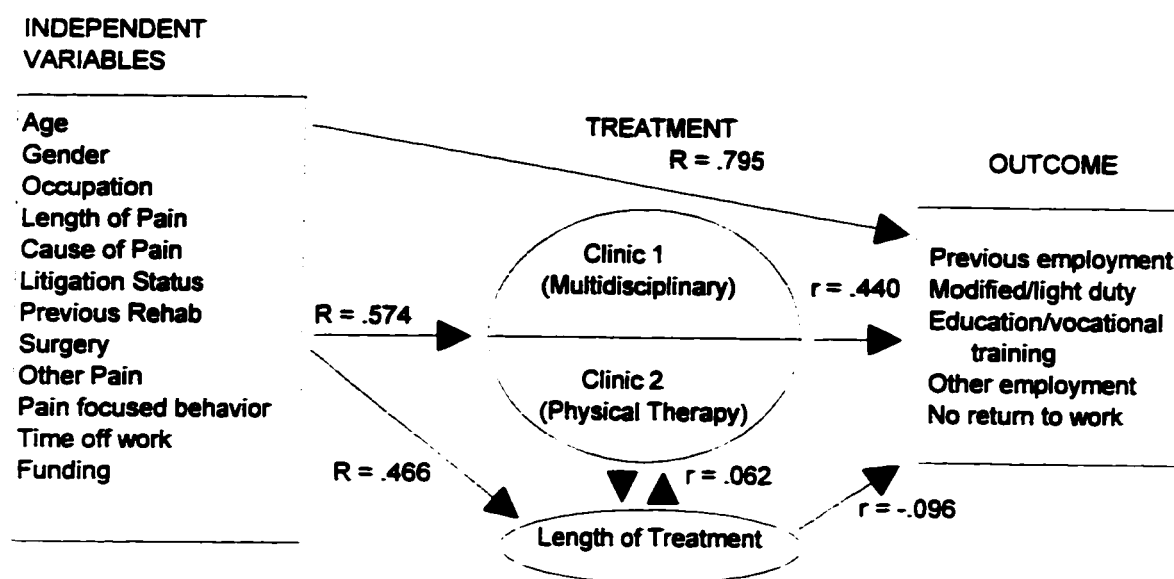 INDEPENDENT
VARIABLES
Age
Gender
Occupation
Length of Pain
Cause of Pain
Litigation Status
Previous Rehab
Surgery
Other Pain
Pain focused behavior
Time off work
Funding
TREATMENT
R = .795
R = .574
R = .466
Clinic 1
(Multidisciplinary)
Clinic 2
(Physical Therapy)
r = .062
Length of Treatment
r = .440
r = -.096
OUTCOME
Previous employment
Modified/light duty
Education/vocational
training
Other employment
No return to work